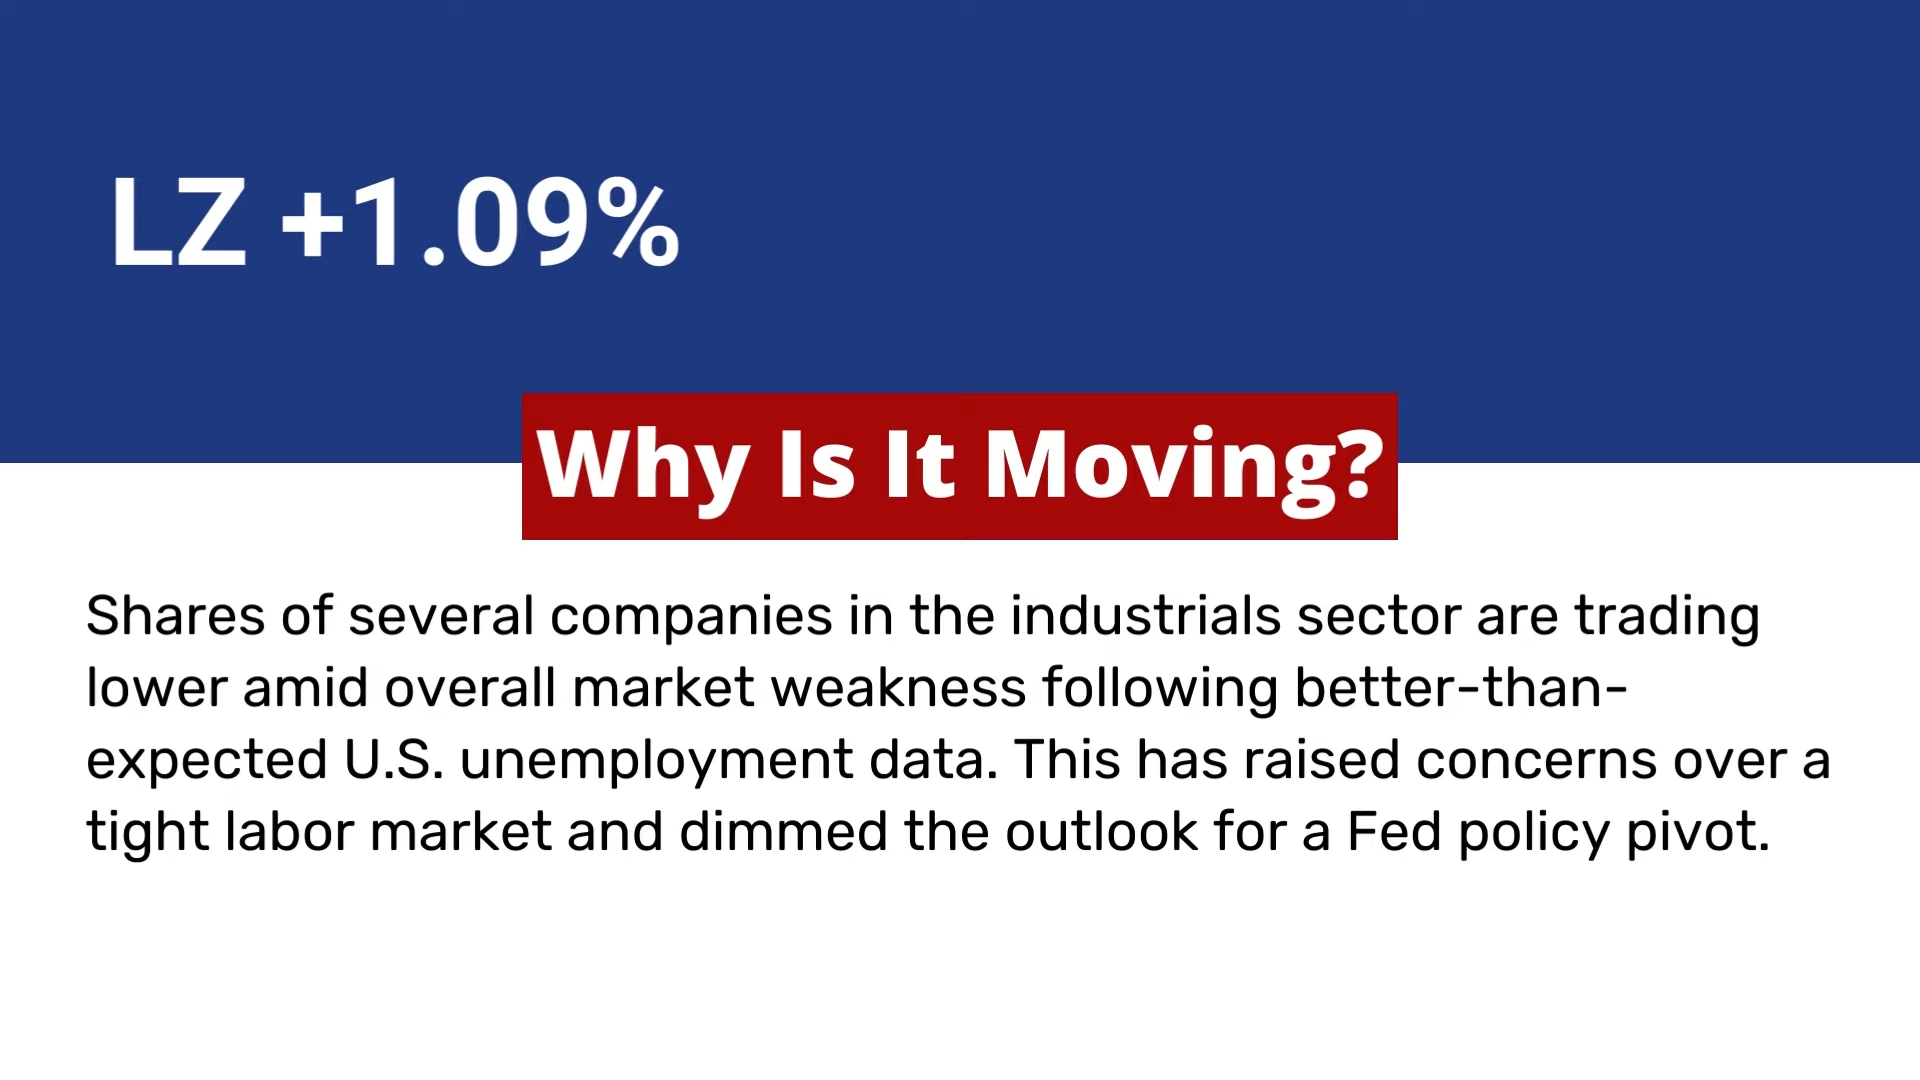 LZ +1.09%
Why Is It Moving?
Shares of several companies in the industrials sector are trading
lower amid overall market weakness following better-than-
expected U.S. unemployment data. This has raised concerns over a
tight labor market and dimmed the outlook for a Fed policy pivot.